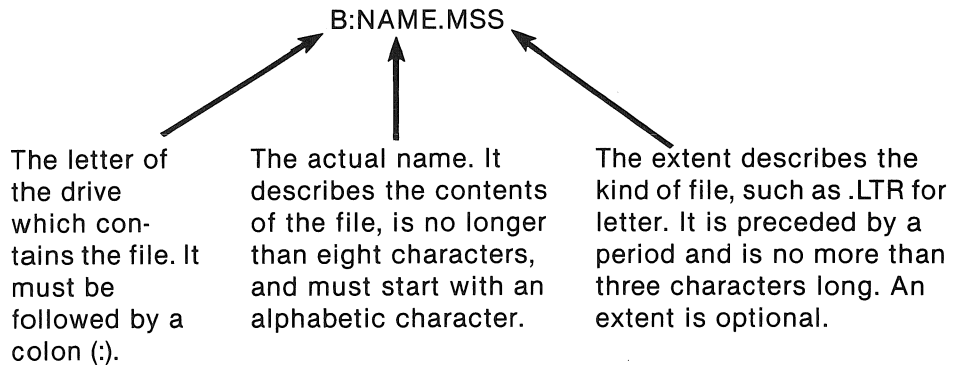 B:NAME.MSS
The letter of
the drive
which con-
tains the file. It
must be
followed by a
colon (:).
The actual name. It
describes the contents
of the file, is no longer
than eight characters,
and must start with an
alphabetic character.
The extent describes the
kind of file, such as .LTR for
letter. It is preceded by a
period and is no more than
three characters long. An
extent is optional.